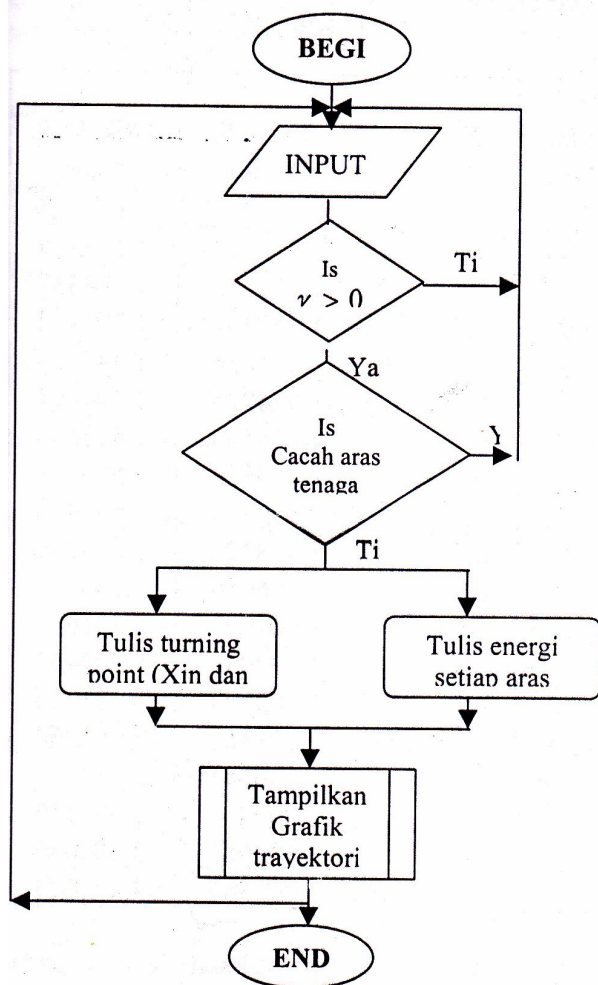 BEGI
INPUT
Is
ν > 0
Ti
Ya
Is
Cacah aras
tenaga
Y
Ti
Tulis turning
point (Xin dan
Tulis energi
setiap aras
Tampilkan
Grafik
trayektori
END